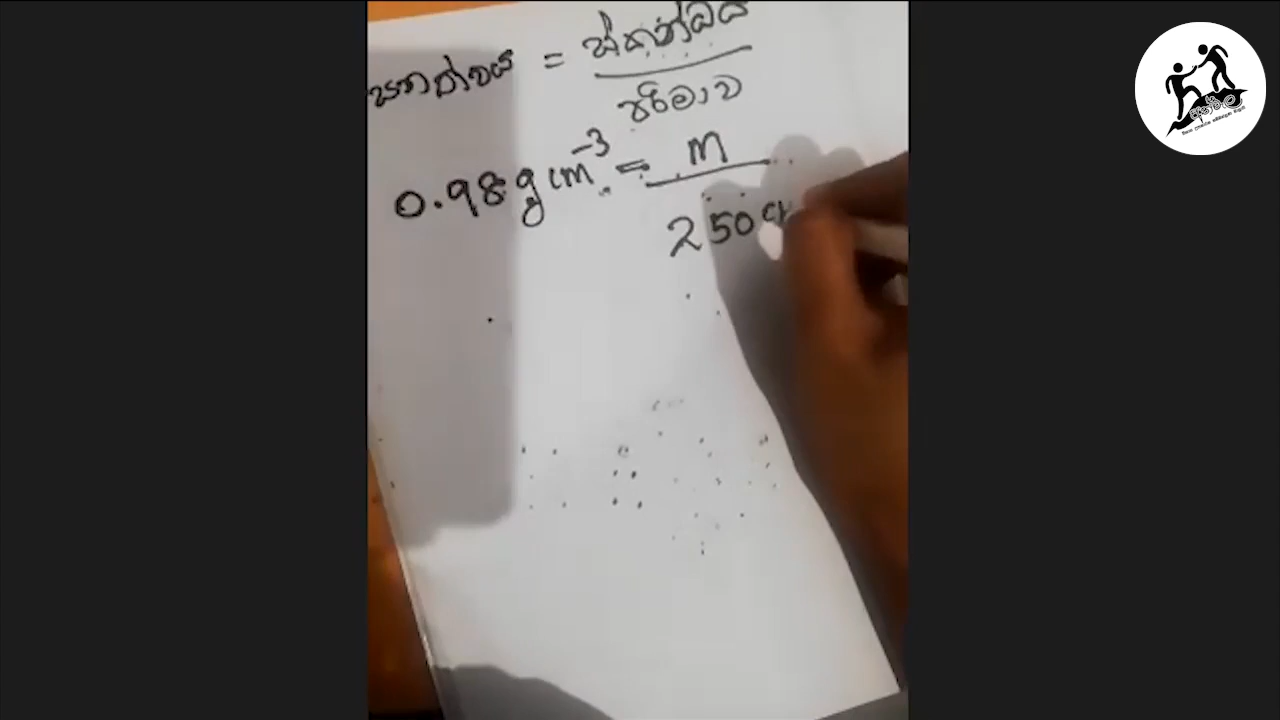 ඝනත්වය = ස්කන්ධය
පරිමාව
0.98 g cm⁻³ = m
250 c